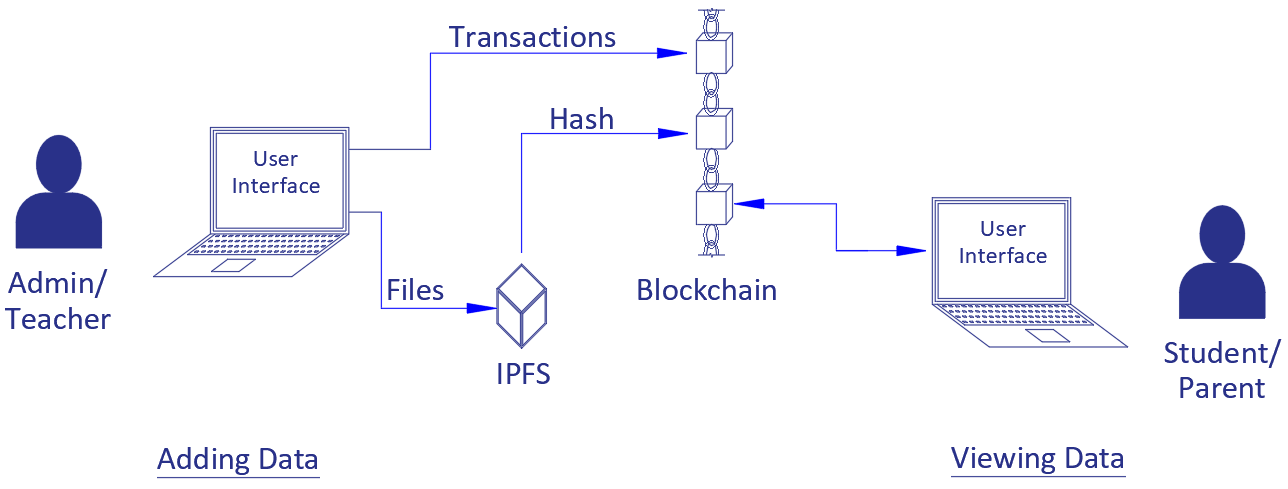 Transactions
Hash
User
Interface
Admin/
Teacher
Files
IPFS
Blockchain
User
Interface
Student/
Parent
Adding Data
Viewing Data